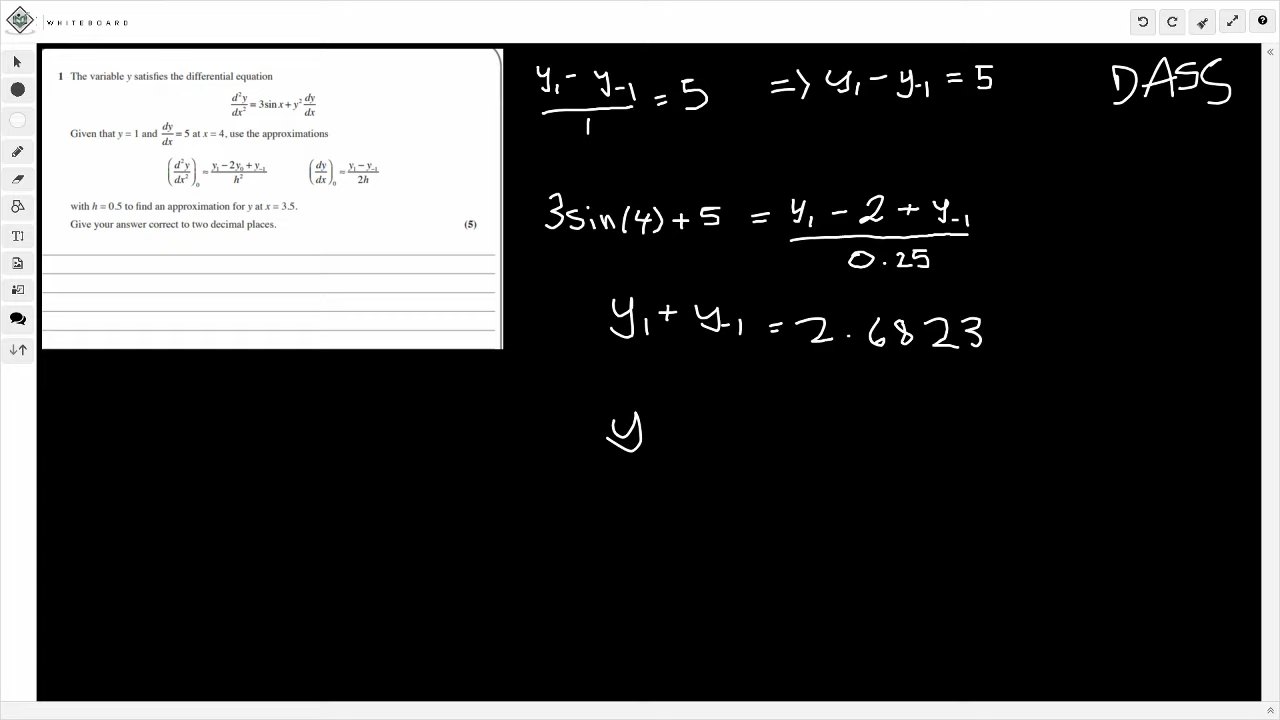 WHITEBOARD
1 The variable y satisfies the differential equation
d²y/dx² = 3sin x + y² dy/dx
Given that y = 1 and dy/dx = 5 at x = 4, use the approximations
(d²y/dx²)₀ ≈ (y₁ − 2y₀ + y₋₁)/h² (dy/dx)₀ ≈ (y₁ − y₋₁)/2h
with h = 0.5 to find an approximation for y at x = 3.5.
Give your answer correct to two decimal places. (5)
(y₁ − y₋₁)/1 = 5 => y₁ − y₋₁ = 5
DASS
3sin(4) + 5 = (y₁ − 2 + y₋₁)/0.25
y₁ + y₋₁ = 2.6823
y